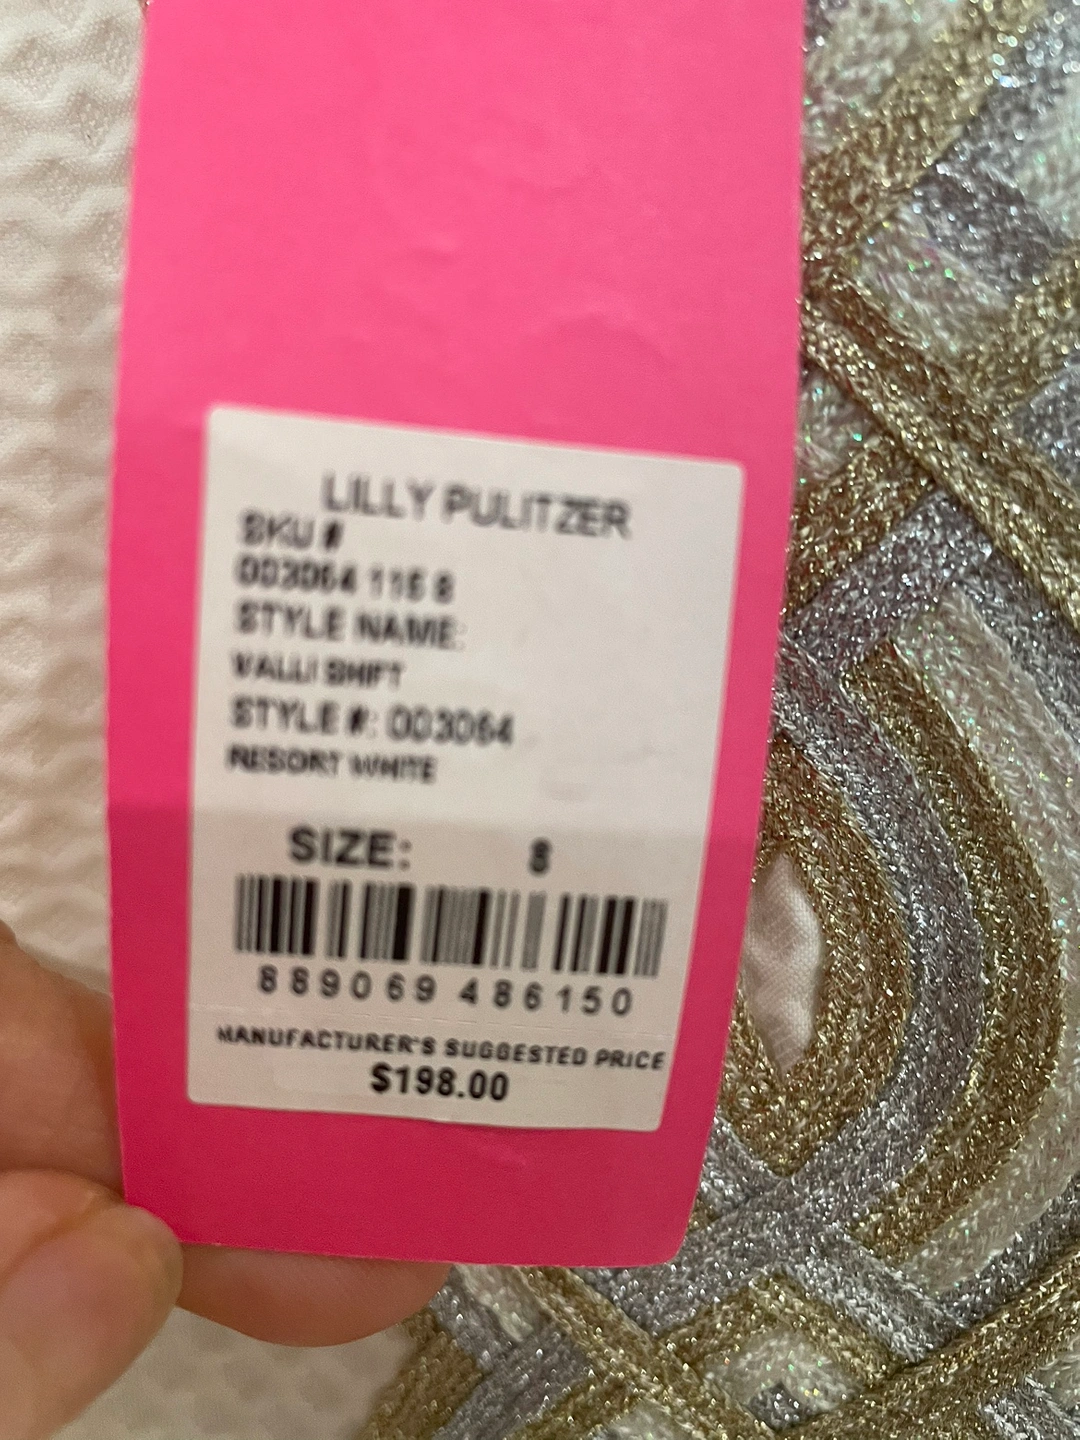 LILLY PULITZER
SKU #
003064 115 8
STYLE NAME:
VALLI SHIFT
STYLE #: 003064
RESORT WHITE
SIZE: 8
889069 486150
MANUFACTURER'S SUGGESTED PRICE
$198.00